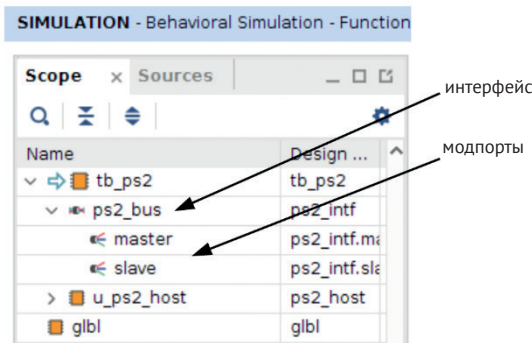 SIMULATION - Behavioral Simulation - Function
Scope x Sources
интерфейс
модпорты
Name Design ...
tb_ps2 tb_ps2
ps2_bus ps2_intf
master ps2_intf.ma
slave ps2_intf.sla
u_ps2_host ps2_host
glbl glbl